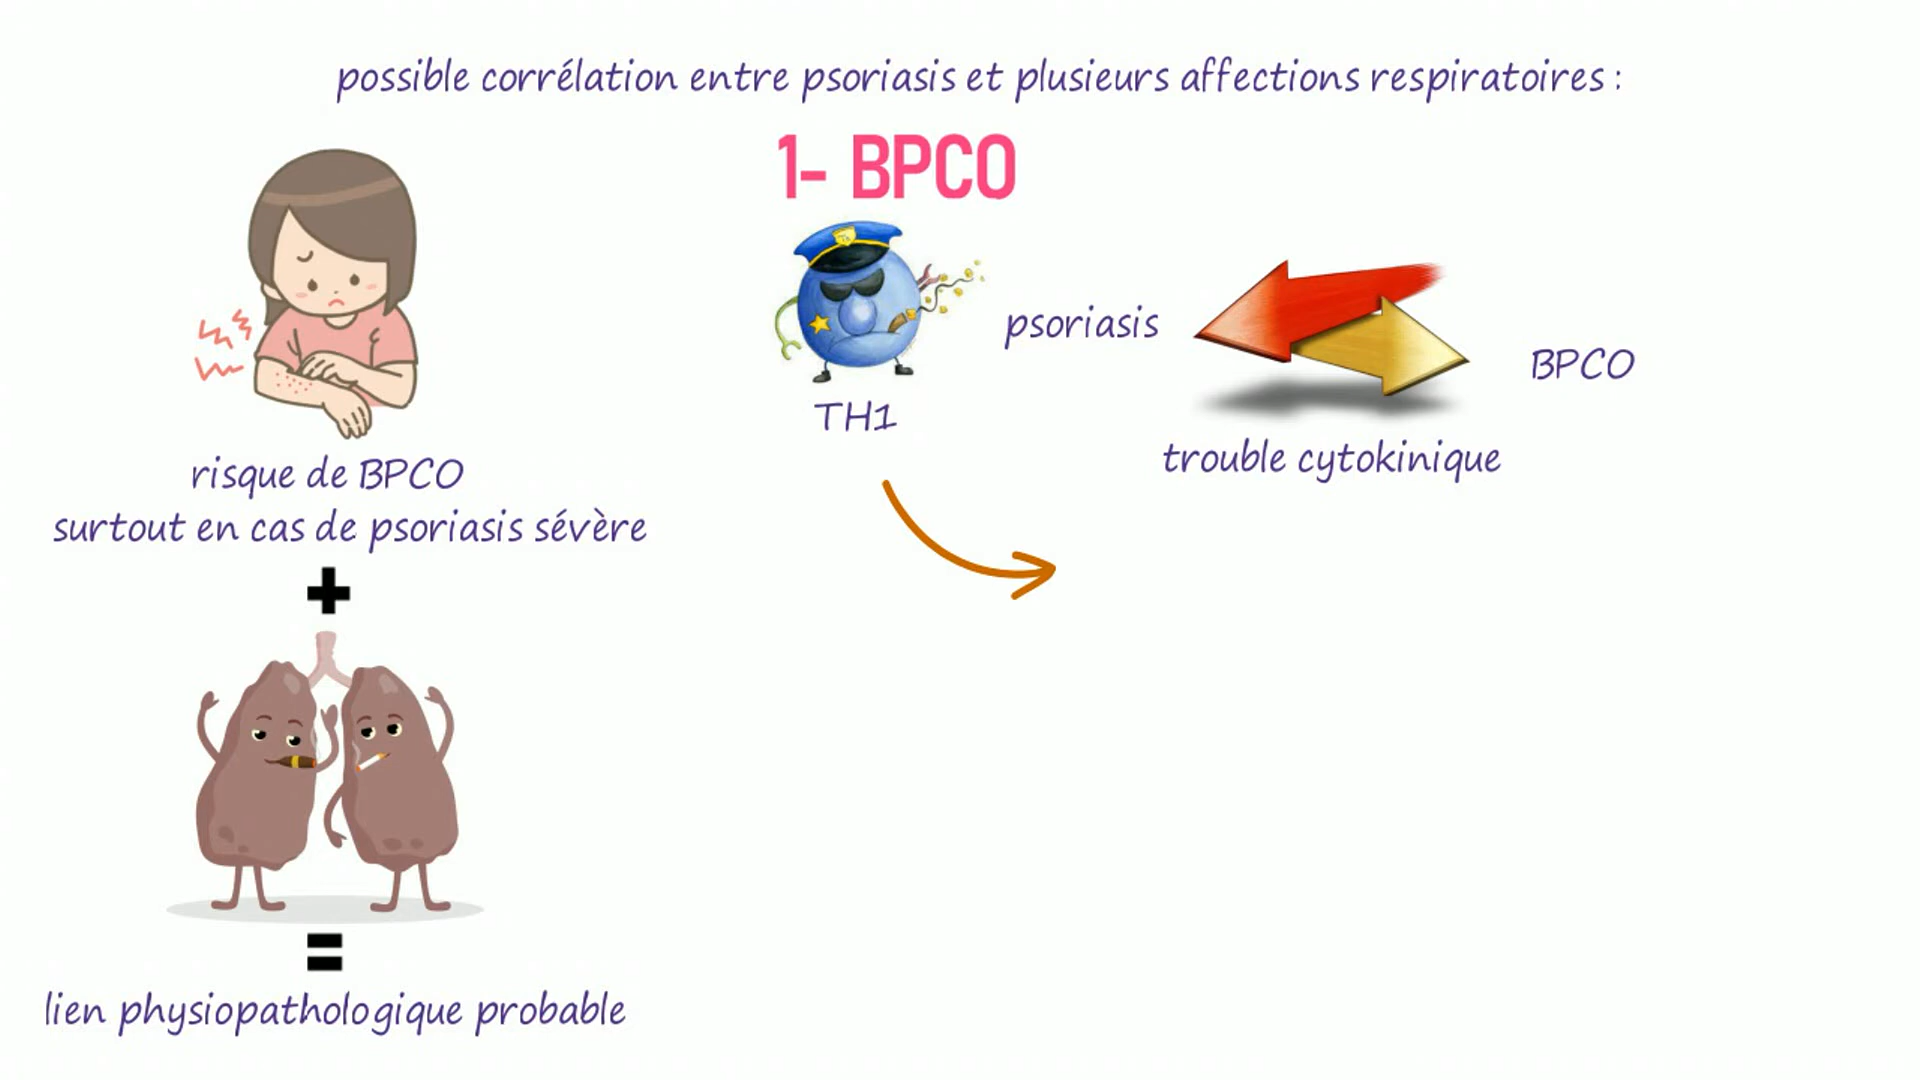 possible corrélation entre psoriasis et plusieurs affections respiratoires :
1- BPCO
psoriasis
BPCO
TH1
trouble cytokinique
risque de BPCO
surtout en cas de psoriasis sévère
+
=
lien physiopathologique probable